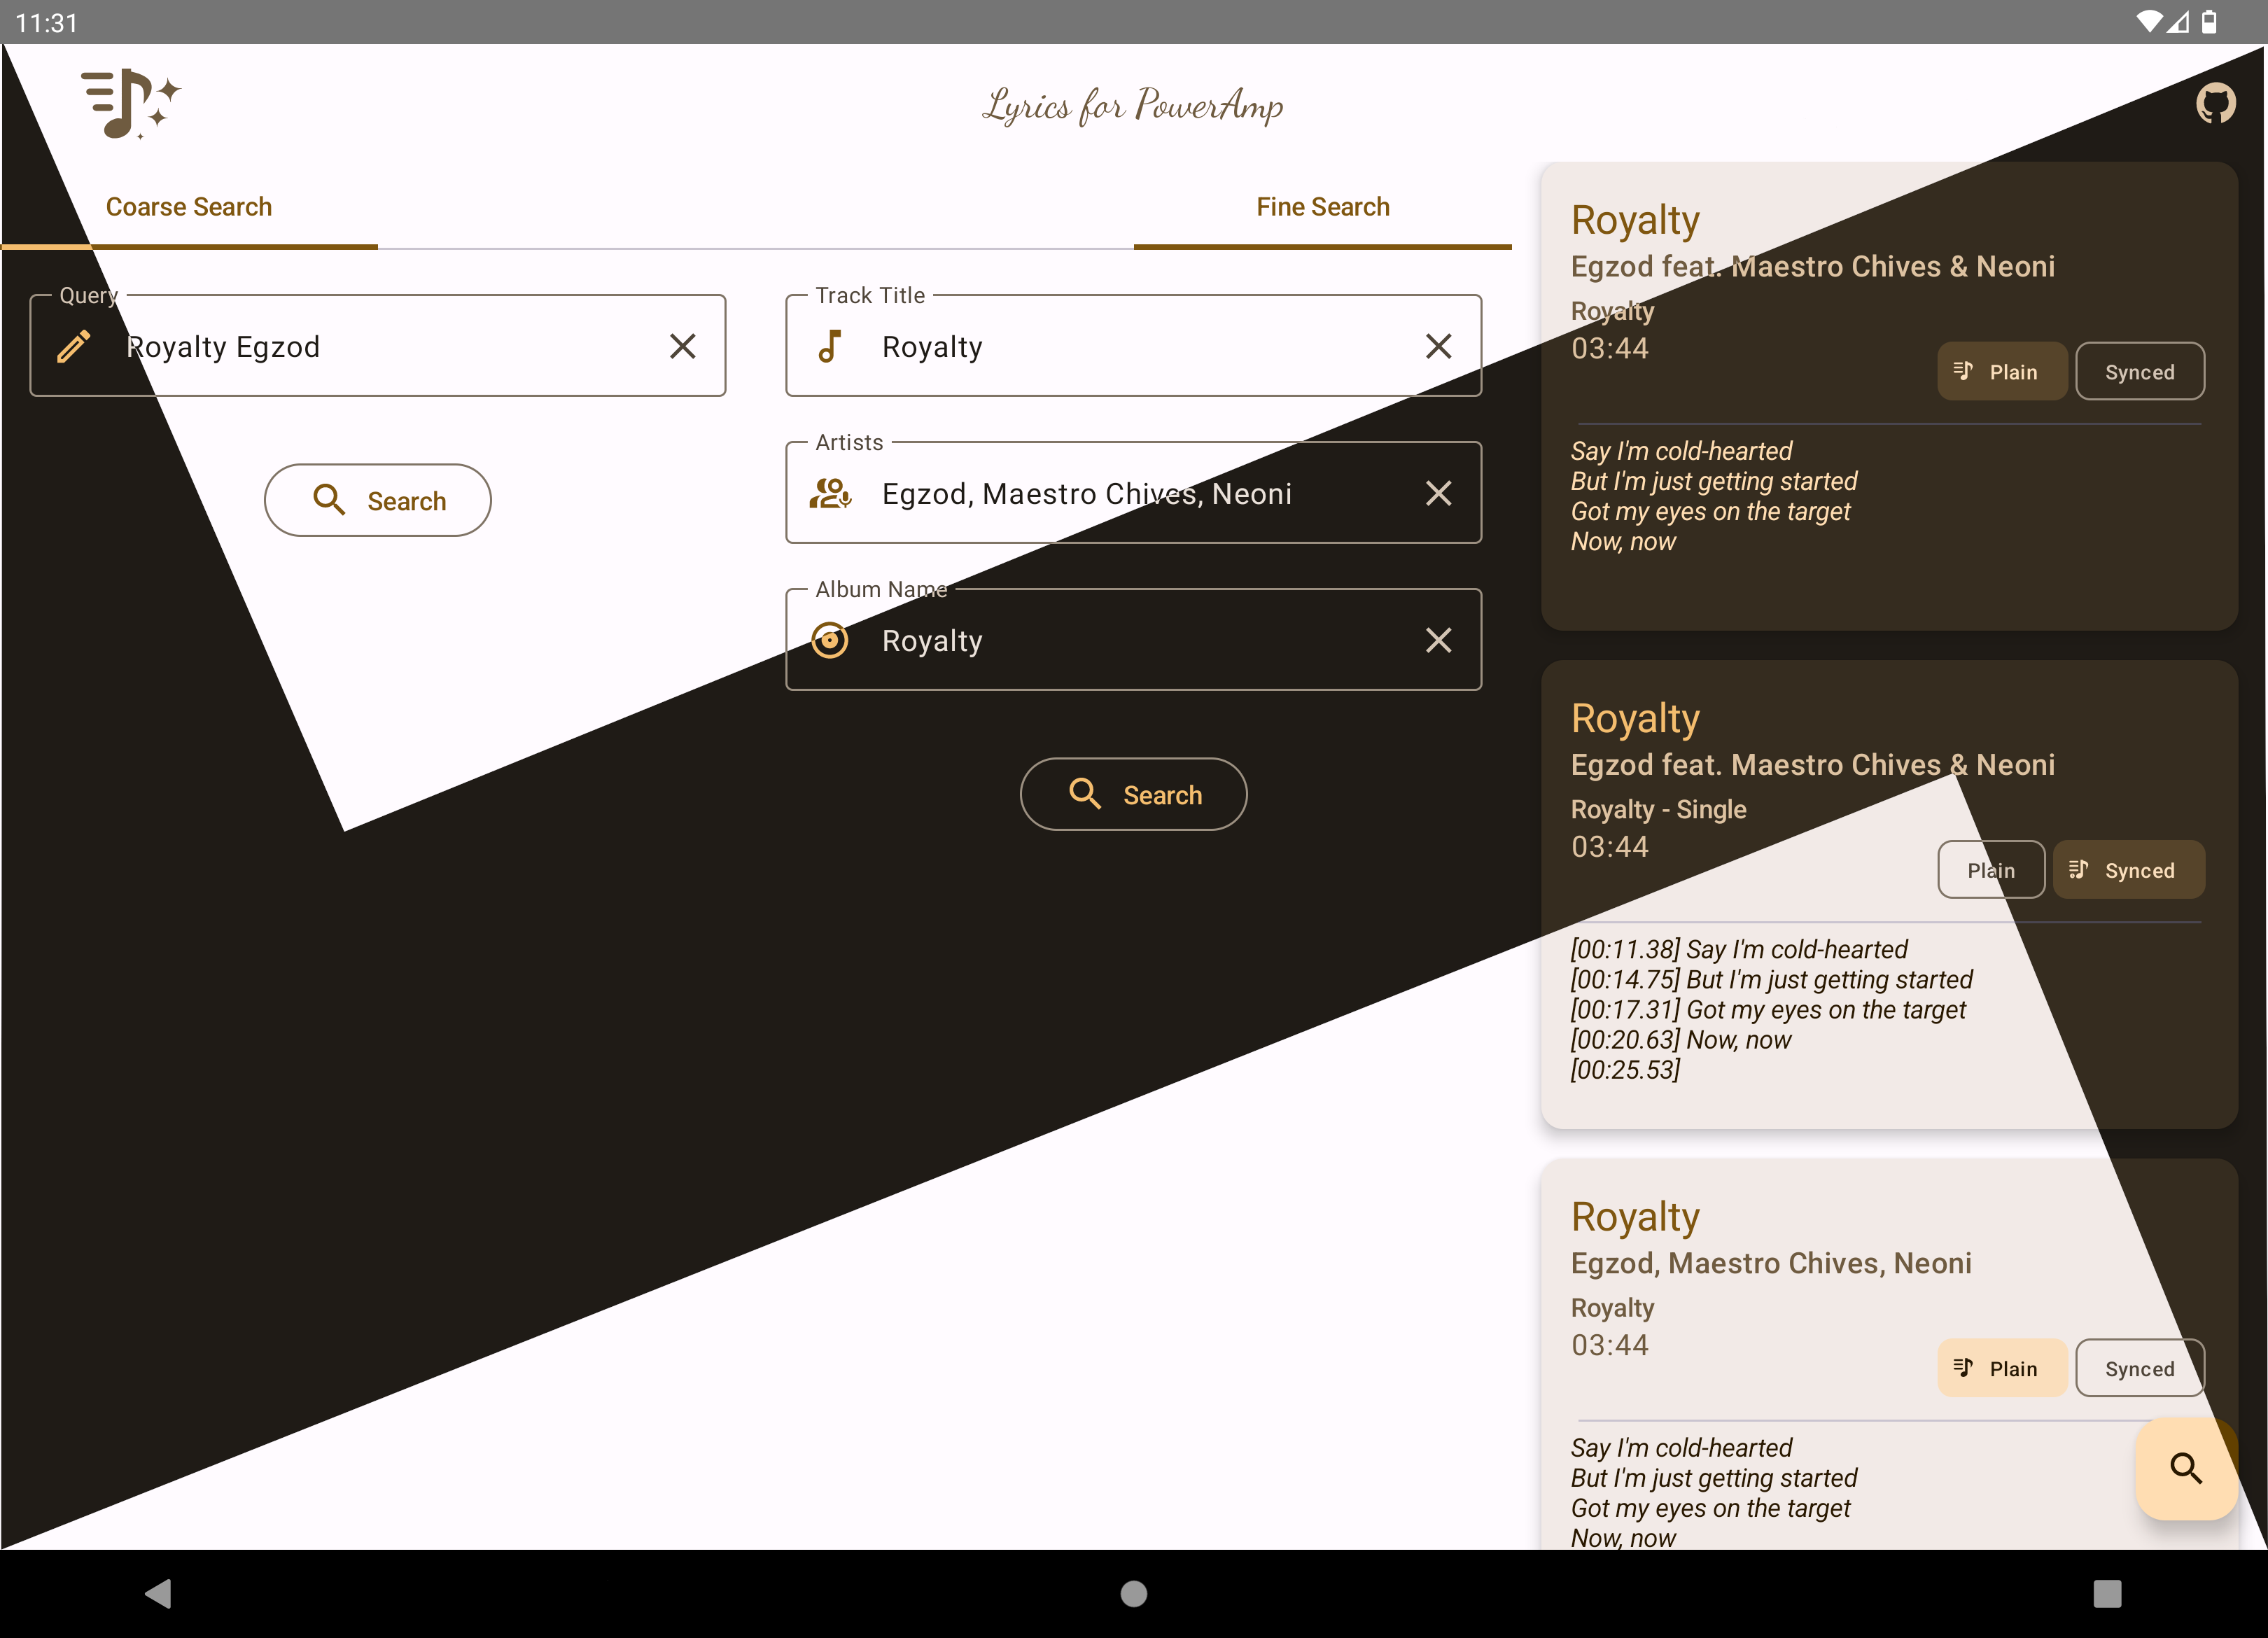 11:31
Lyrics for PowerAmp
Coarse Search
Fine Search
Query
Royalty Egzod
Search
Track Title
Royalty
Artists
Egzod, Maestro Chives, Neoni
Album Name
Royalty
Search
Royalty
Egzod feat. Maestro Chives & Neoni
Royalty
03:44
Plain
Synced
Say I'm cold-hearted
But I'm just getting started
Got my eyes on the target
Now, now
Royalty
Egzod feat. Maestro Chives & Neoni
Royalty - Single
03:44
Plain
Synced
[00:11.38] Say I'm cold-hearted
[00:14.75] But I'm just getting started
[00:17.31] Got my eyes on the target
[00:20.63] Now, now
[00:25.53]
Royalty
Egzod, Maestro Chives, Neoni
Royalty
03:44
Plain
Synced
Say I'm cold-hearted
But I'm just getting started
Got my eyes on the target
Now, now